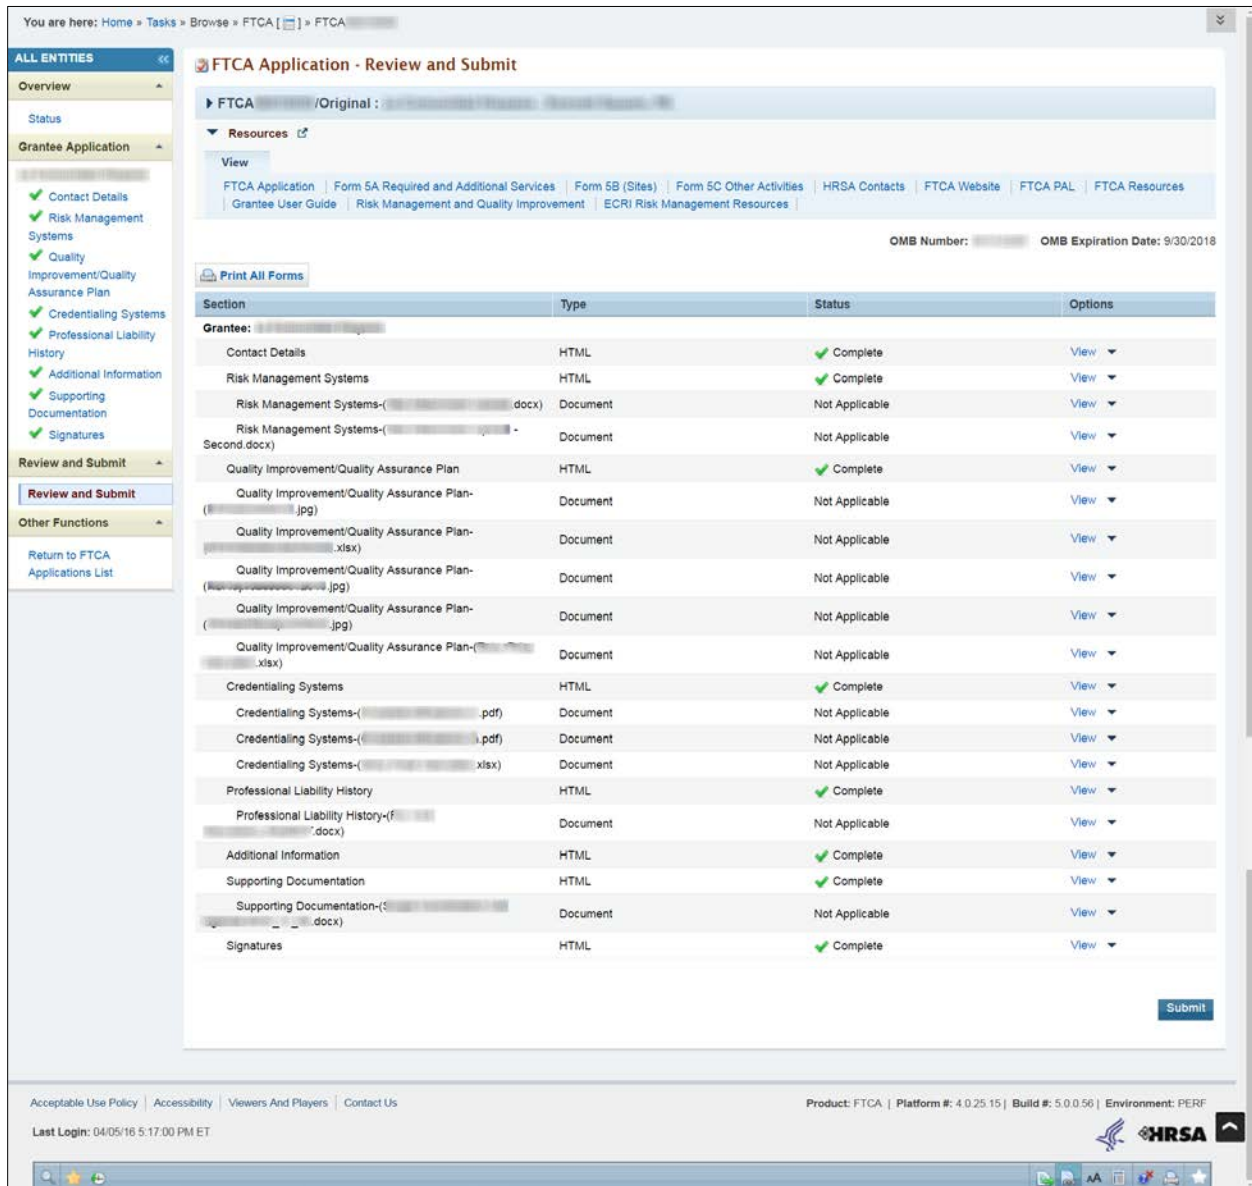 You are here: Home » Tasks » Browse » FTCA [ ] » FTCA
ALL ENTITIES «
Overview
Status
Grantee Application
Contact Details
Risk Management
Systems
Quality
Improvement/Quality
Assurance Plan
Credentialing Systems
Professional Liability
History
Additional Information
Supporting
Documentation
Signatures
Review and Submit
Review and Submit
Other Functions
Return to FTCA
Applications List
FTCA Application - Review and Submit
FTCA /Original :
Resources
View
FTCA Application | Form 5A Required and Additional Services | Form 5B (Sites) | Form 5C Other Activities | HRSA Contacts | FTCA Website | FTCA PAL | FTCA Resources
| Grantee User Guide | Risk Management and Quality Improvement | ECRI Risk Management Resources |
OMB Number: OMB Expiration Date: 9/30/2018
Print All Forms
Section Type Status Options
Grantee:
Contact Details HTML Complete View
Risk Management Systems HTML Complete View
Risk Management Systems-( .docx) Document Not Applicable View
Risk Management Systems-( -
Second.docx) Document Not Applicable View
Quality Improvement/Quality Assurance Plan HTML Complete View
Quality Improvement/Quality Assurance Plan-
( .jpg) Document Not Applicable View
Quality Improvement/Quality Assurance Plan-
.xlsx) Document Not Applicable View
Quality Improvement/Quality Assurance Plan-
( .jpg) Document Not Applicable View
Quality Improvement/Quality Assurance Plan-
( .jpg) Document Not Applicable View
Quality Improvement/Quality Assurance Plan-(
.xlsx) Document Not Applicable View
Credentialing Systems HTML Complete View
Credentialing Systems-( .pdf) Document Not Applicable View
Credentialing Systems-( .pdf) Document Not Applicable View
Credentialing Systems-( xlsx) Document Not Applicable View
Professional Liability History HTML Complete View
Professional Liability History-(
.docx) Document Not Applicable View
Additional Information HTML Complete View
Supporting Documentation HTML Complete View
Supporting Documentation-(
.docx) Document Not Applicable View
Signatures HTML Complete View
Submit
Acceptable Use Policy | Accessibility | Viewers And Players | Contact Us
Product: FTCA | Platform #: 4.0.25.15 | Build #: 5.0.0.56 | Environment: PERF
Last Login: 04/05/16 5:17:00 PM ET
HRSA
AA